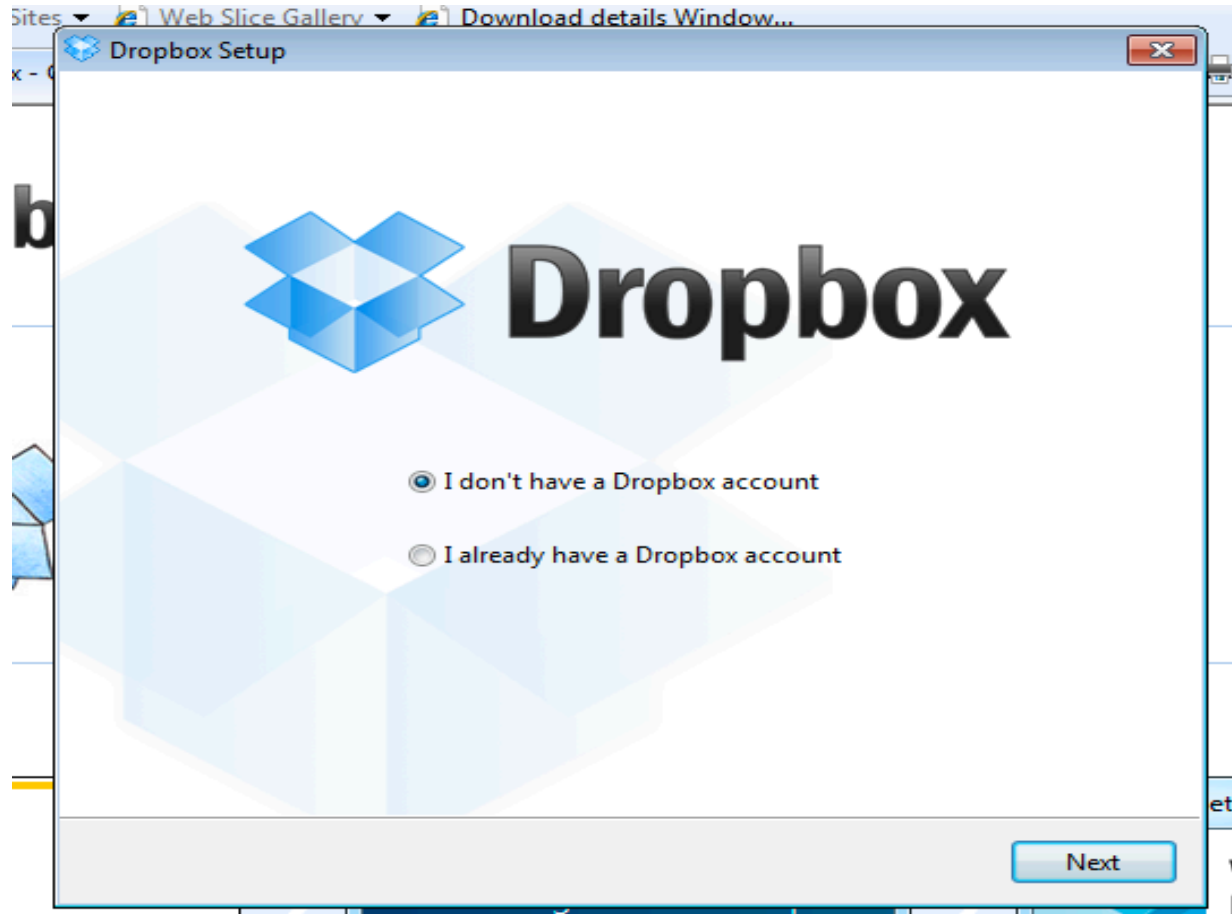 Sites Web Slice Gallery Download details Window...
Dropbox Setup
x -
b
Dropbox
I don't have a Dropbox account
I already have a Dropbox account
et
Next